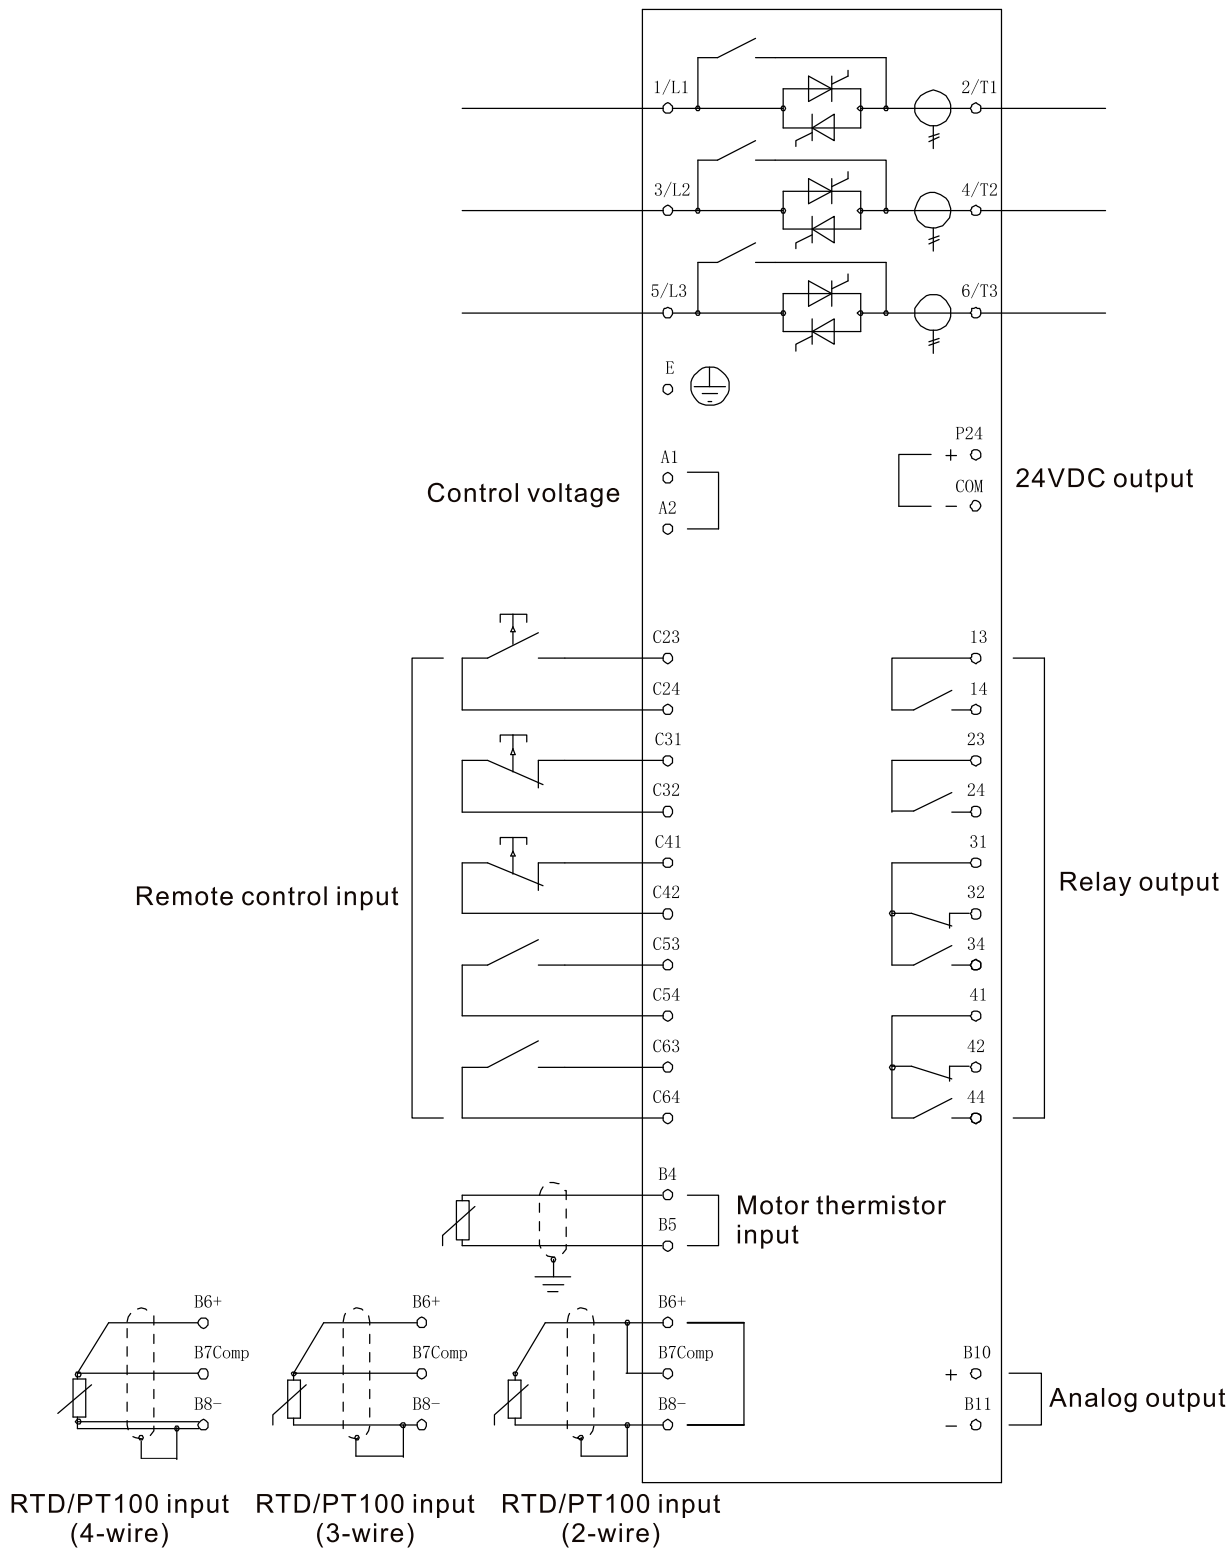 1/L1
2/T1
3/L2
4/T2
5/L3
6/T3
E
A1
P24
+
Control voltage
24VDC output
A2
COM
−
C23
13
C24
14
C31
23
C32
24
C41
31
Remote control input
Relay output
C42
32
C53
34
C54
41
C63
42
C64
44
B4
Motor thermistor
input
B5
B6+
B6+
B6+
B7Comp
B7Comp
B7Comp
B10
+
B8-
B8-
B8-
B11
−
Analog output
RTD/PT100 input
(4-wire)
RTD/PT100 input
(3-wire)
RTD/PT100 input
(2-wire)